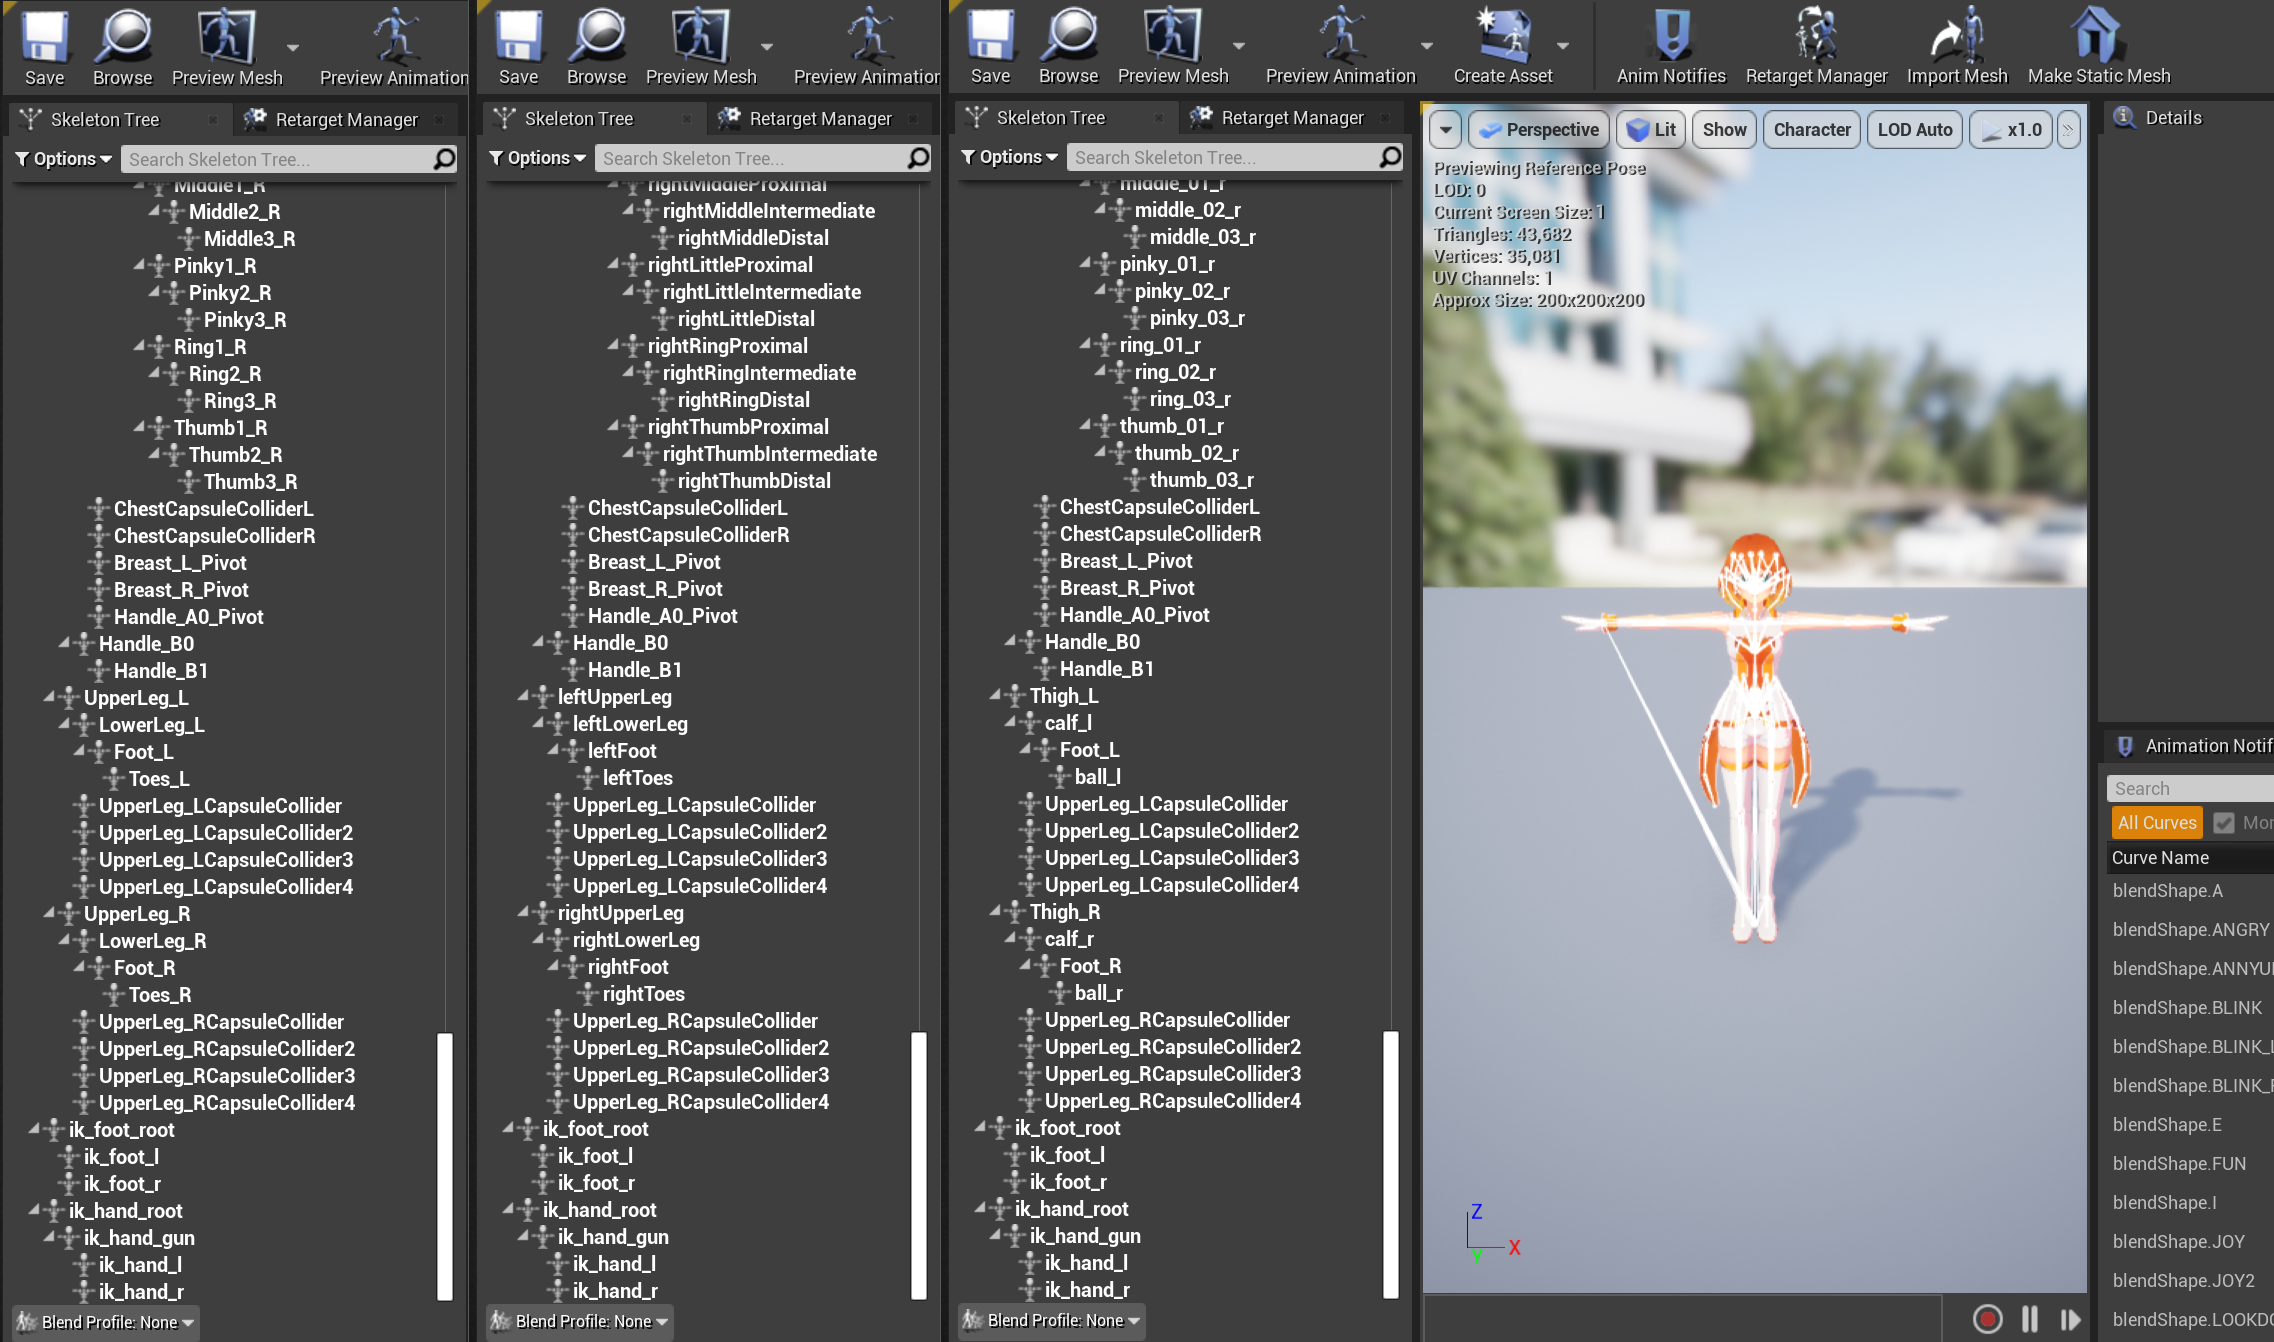 Save
Browse
Preview Mesh
Preview Animation
Save
Browse
Preview Mesh
Preview Animation
Save
Browse
Preview Mesh
Preview Animation
Create Asset
Anim Notifies
Retarget Manager
Import Mesh
Make Static Mesh
Skeleton Tree
Retarget Manager
Options
Search Skeleton Tree...
Middle1_R
Middle2_R
Middle3_R
Pinky1_R
Pinky2_R
Pinky3_R
Ring1_R
Ring2_R
Ring3_R
Thumb1_R
Thumb2_R
Thumb3_R
ChestCapsuleColliderL
ChestCapsuleColliderR
Breast_L_Pivot
Breast_R_Pivot
Handle_A0_Pivot
Handle_B0
Handle_B1
UpperLeg_L
LowerLeg_L
Foot_L
Toes_L
UpperLeg_LCapsuleCollider
UpperLeg_LCapsuleCollider2
UpperLeg_LCapsuleCollider3
UpperLeg_LCapsuleCollider4
UpperLeg_R
LowerLeg_R
Foot_R
Toes_R
UpperLeg_RCapsuleCollider
UpperLeg_RCapsuleCollider2
UpperLeg_RCapsuleCollider3
UpperLeg_RCapsuleCollider4
ik_foot_root
ik_foot_l
ik_foot_r
ik_hand_root
ik_hand_gun
ik_hand_l
ik_hand_r
Blend Profile: None
Skeleton Tree
Retarget Manager
Options
Search Skeleton Tree...
rightMiddleProximal
rightMiddleIntermediate
rightMiddleDistal
rightLittleProximal
rightLittleIntermediate
rightLittleDistal
rightRingProximal
rightRingIntermediate
rightRingDistal
rightThumbProximal
rightThumbIntermediate
rightThumbDistal
ChestCapsuleColliderL
ChestCapsuleColliderR
Breast_L_Pivot
Breast_R_Pivot
Handle_A0_Pivot
Handle_B0
Handle_B1
leftUpperLeg
leftLowerLeg
leftFoot
leftToes
UpperLeg_LCapsuleCollider
UpperLeg_LCapsuleCollider2
UpperLeg_LCapsuleCollider3
UpperLeg_LCapsuleCollider4
rightUpperLeg
rightLowerLeg
rightFoot
rightToes
UpperLeg_RCapsuleCollider
UpperLeg_RCapsuleCollider2
UpperLeg_RCapsuleCollider3
UpperLeg_RCapsuleCollider4
ik_foot_root
ik_foot_l
ik_foot_r
ik_hand_root
ik_hand_gun
ik_hand_l
ik_hand_r
Blend Profile: None
Skeleton Tree
Retarget Manager
Options
Search Skeleton Tree...
middle_01_r
middle_02_r
middle_03_r
pinky_01_r
pinky_02_r
pinky_03_r
ring_01_r
ring_02_r
ring_03_r
thumb_01_r
thumb_02_r
thumb_03_r
ChestCapsuleColliderL
ChestCapsuleColliderR
Breast_L_Pivot
Breast_R_Pivot
Handle_A0_Pivot
Handle_B0
Handle_B1
Thigh_L
calf_l
Foot_L
ball_l
UpperLeg_LCapsuleCollider
UpperLeg_LCapsuleCollider2
UpperLeg_LCapsuleCollider3
UpperLeg_LCapsuleCollider4
Thigh_R
calf_r
Foot_R
ball_r
UpperLeg_RCapsuleCollider
UpperLeg_RCapsuleCollider2
UpperLeg_RCapsuleCollider3
UpperLeg_RCapsuleCollider4
ik_foot_root
ik_foot_l
ik_foot_r
ik_hand_root
ik_hand_gun
ik_hand_l
ik_hand_r
Blend Profile: None
Perspective
Lit
Show
Character
LOD Auto
x1.0
Previewing Reference Pose
LOD: 0
Current Screen Size: 1
Triangles: 43,682
Vertices: 35,081
UV Channels: 1
Approx Size: 200x200x200
Z
X
Y
Details
Animation Notif
Search
All Curves
Mor
Curve Name
blendShape.A
blendShape.ANGRY
blendShape.ANNYU
blendShape.BLINK
blendShape.BLINK_
blendShape.BLINK_
blendShape.E
blendShape.FUN
blendShape.I
blendShape.JOY
blendShape.JOY2
blendShape.LOOKD